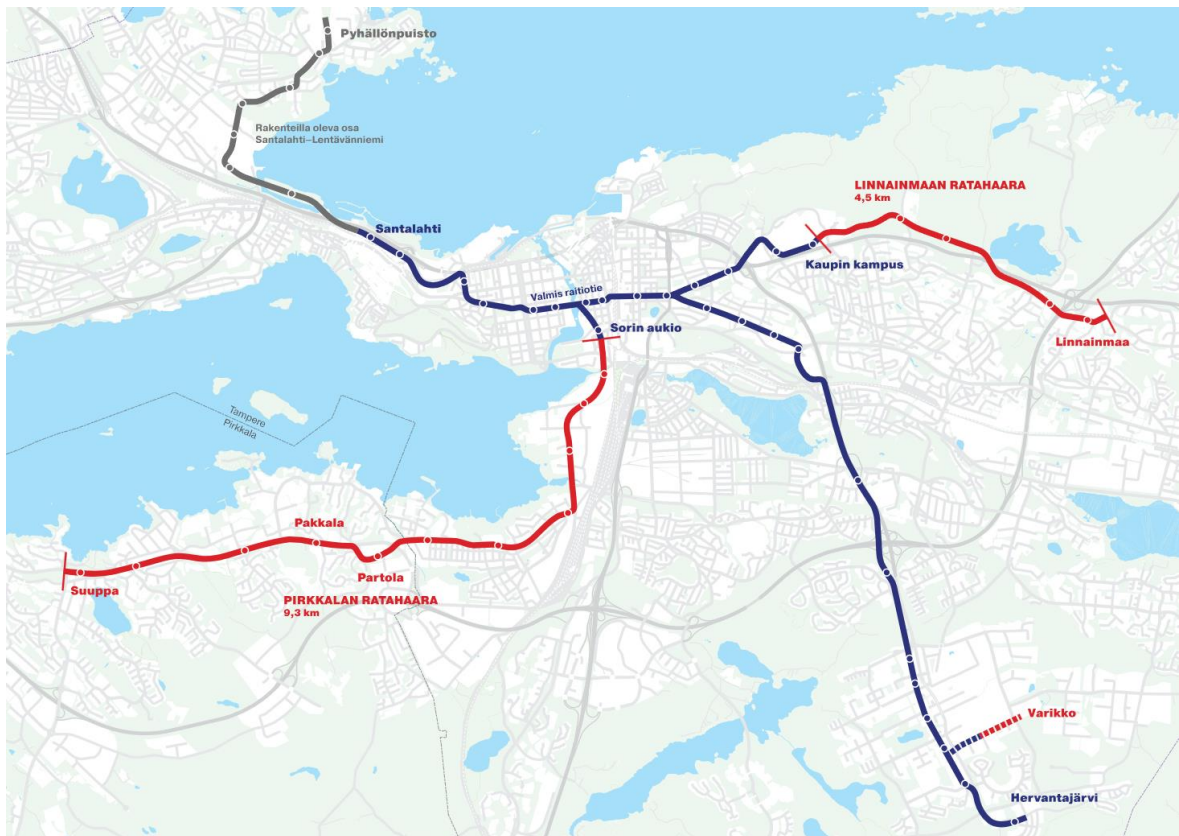 Pyhällönpuisto
Rakenteilla oleva osa
Santalahti–Lentävänniemi
LINNAINMAAN RATAHAARA
4,5 km
Santalahti
Kaupin kampus
Valmis raitiotie
Sorin aukio
Linnainmaa
Tampere
Pirkkala
Pakkala
Partola
Suuppa
PIRKKALAN RATAHAARA
9,3 km
Varikko
Hervantajärvi